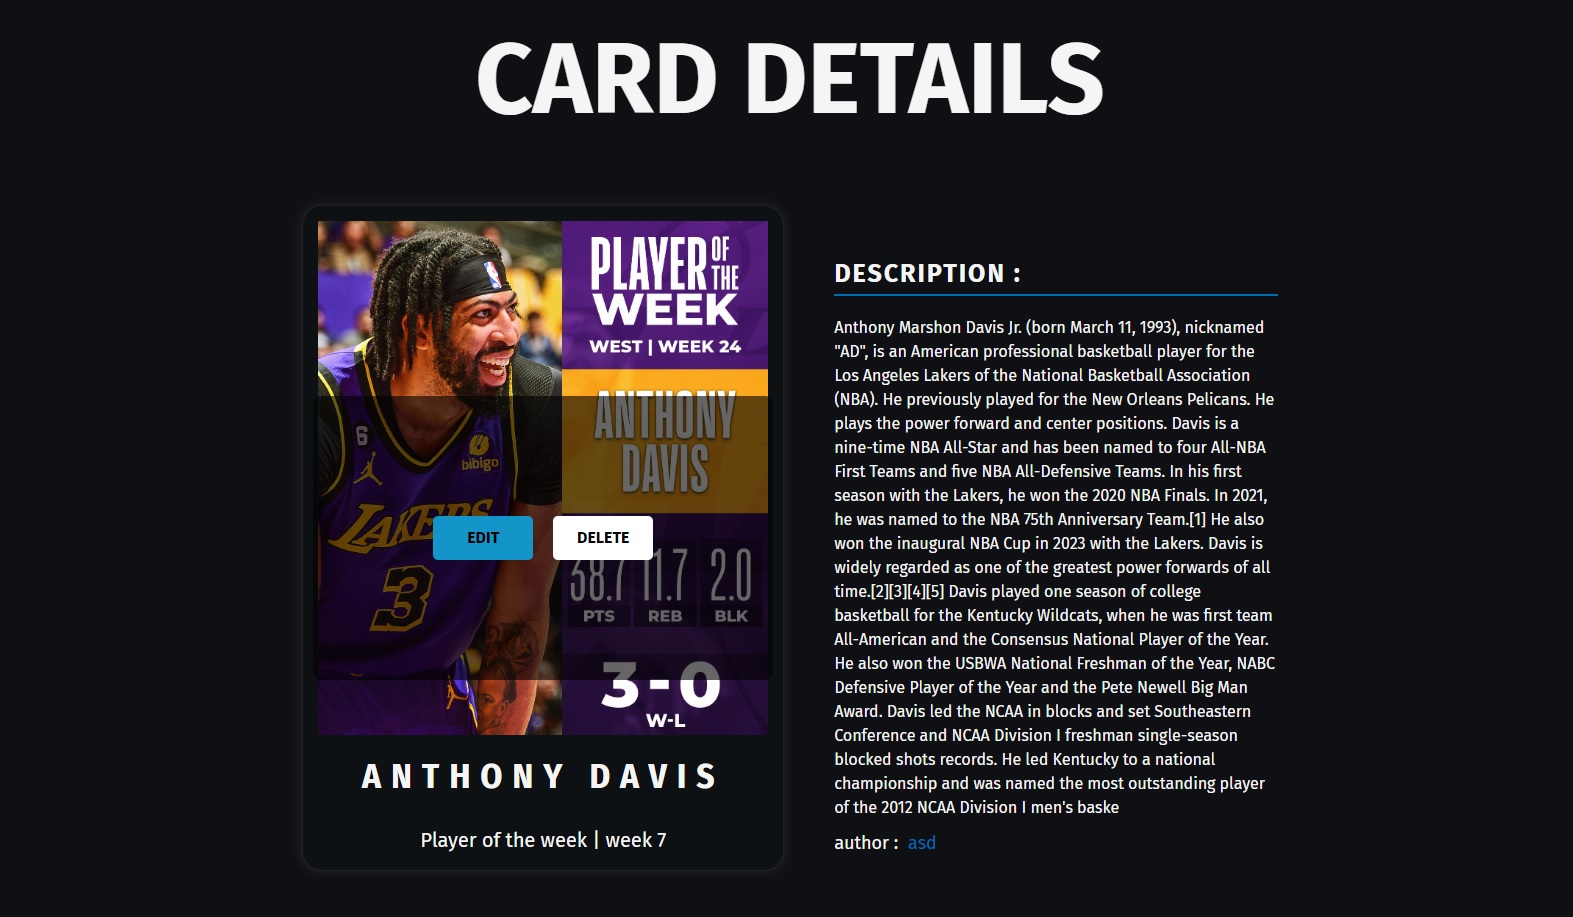 CARD DETAILS
PLAYER OF THE
WEEK
WEST | WEEK 24
ANTHONY
DAVIS
6
bibigo
LAKERS
3
EDIT
DELETE
38.7 11.7 2.0
PTS REB BLK
3-0
W-L
ANTHONY DAVIS
Player of the week | week 7
DESCRIPTION :
Anthony Marshon Davis Jr. (born March 11, 1993), nicknamed
"AD", is an American professional basketball player for the
Los Angeles Lakers of the National Basketball Association
(NBA). He previously played for the New Orleans Pelicans. He
plays the power forward and center positions. Davis is a
nine-time NBA All-Star and has been named to four All-NBA
First Teams and five NBA All-Defensive Teams. In his first
season with the Lakers, he won the 2020 NBA Finals. In 2021,
he was named to the NBA 75th Anniversary Team.[1] He also
won the inaugural NBA Cup in 2023 with the Lakers. Davis is
widely regarded as one of the greatest power forwards of all
time.[2][3][4][5] Davis played one season of college
basketball for the Kentucky Wildcats, when he was first team
All-American and the Consensus National Player of the Year.
He also won the USBWA National Freshman of the Year, NABC
Defensive Player of the Year and the Pete Newell Big Man
Award. Davis led the NCAA in blocks and set Southeastern
Conference and NCAA Division I freshman single-season
blocked shots records. He led Kentucky to a national
championship and was named the most outstanding player
of the 2012 NCAA Division I men's baske
author : asd